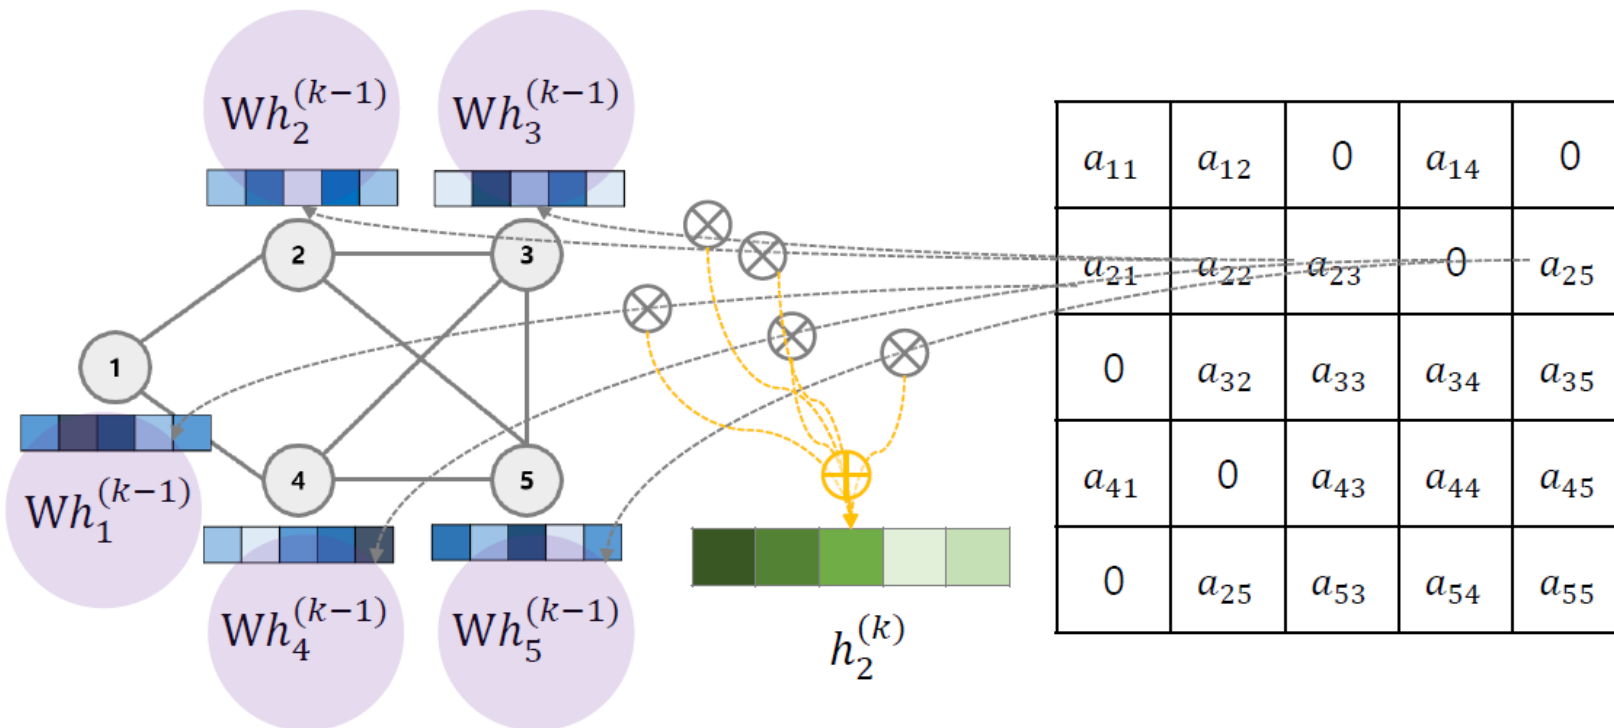 Wh₂⁽ᵏ⁻¹⁾
Wh₃⁽ᵏ⁻¹⁾
2
3
1
4
5
Wh₁⁽ᵏ⁻¹⁾
Wh₄⁽ᵏ⁻¹⁾
Wh₅⁽ᵏ⁻¹⁾
h₂⁽ᵏ⁾
a₁₁ a₁₂ 0 a₁₄ 0
a₂₁ a₂₂ a₂₃ 0 a₂₅
0 a₃₂ a₃₃ a₃₄ a₃₅
a₄₁ 0 a₄₃ a₄₄ a₄₅
0 a₂₅ a₅₃ a₅₄ a₅₅